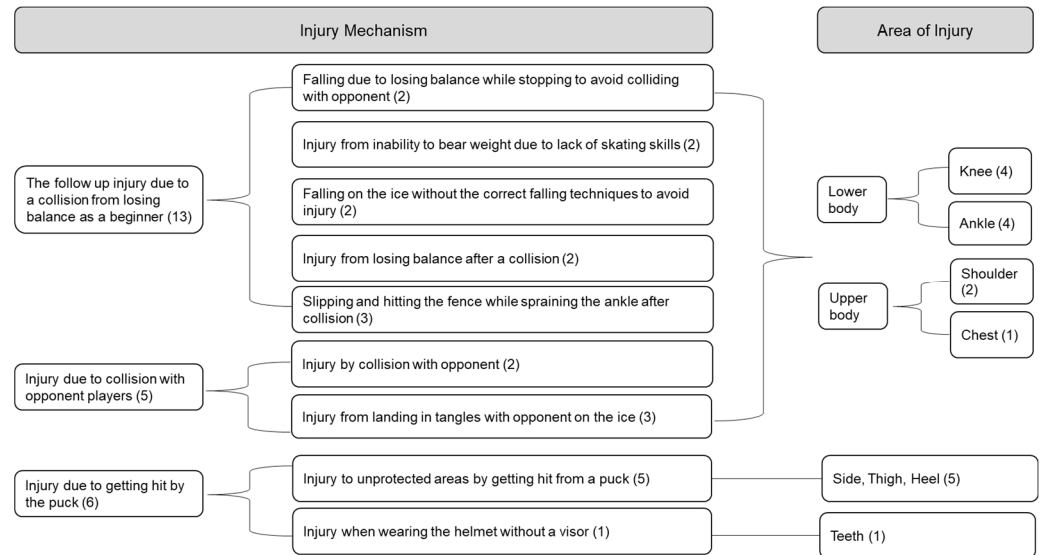 Injury Mechanism
Area of Injury
The follow up injury due to
a collision from losing
balance as a beginner (13)
Falling due to losing balance while stopping to avoid colliding
with opponent (2)
Injury from inability to bear weight due to lack of skating skills (2)
Falling on the ice without the correct falling techniques to avoid
injury (2)
Injury from losing balance after a collision (2)
Slipping and hitting the fence while spraining the ankle after
collision (3)
Injury due to collision with
opponent players (5)
Injury by collision with opponent (2)
Injury from landing in tangles with opponent on the ice (3)
Lower
body
Knee (4)
Ankle (4)
Upper
body
Shoulder
(2)
Chest (1)
Injury due to getting hit by
the puck (6)
Injury to unprotected areas by getting hit from a puck (5)
Side, Thigh, Heel (5)
Injury when wearing the helmet without a visor (1)
Teeth (1)